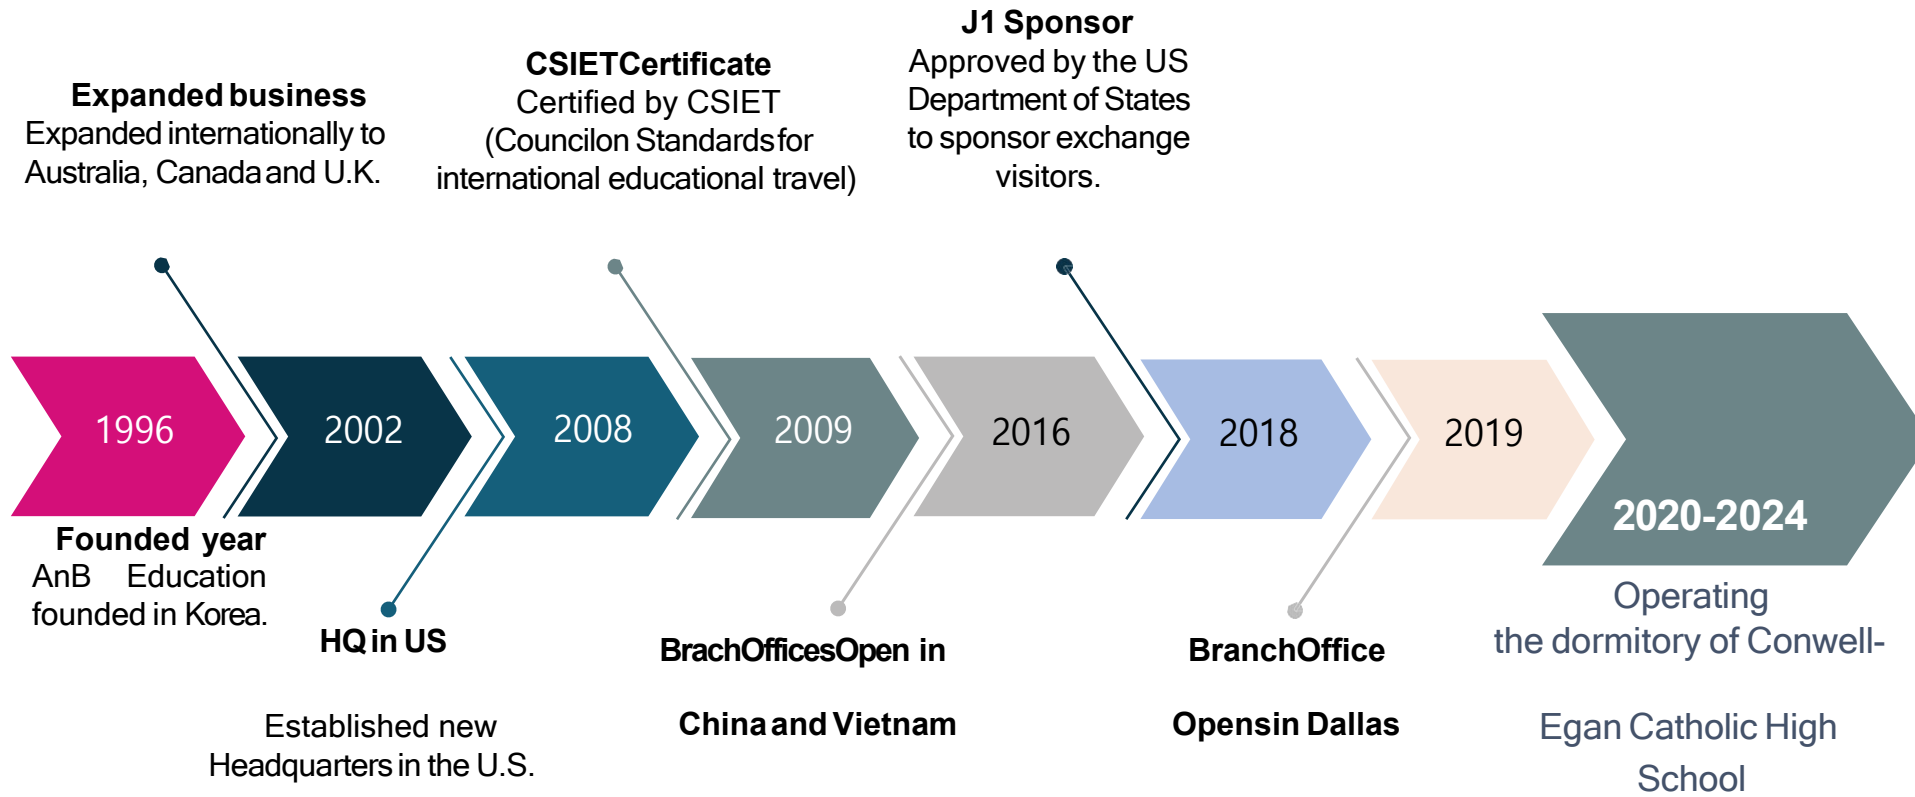 Expanded business
Expanded internationally to
Australia, Canada and U.K.
CSIETCertificate
Certified by CSIET
(Councilon Standards for
international educational travel)
J1 Sponsor
Approved by the US
Department of States
to sponsor exchange
visitors.
1996
2002
2008
2009
2016
2018
2019
2020-2024
Founded year
AnB Education
founded in Korea.
HQ in US
Established new
Headquarters in the U.S.
BrachOfficesOpen in
China and Vietnam
BranchOffice
Opensin Dallas
Operating
the dormitory of Conwell-
Egan Catholic High
School